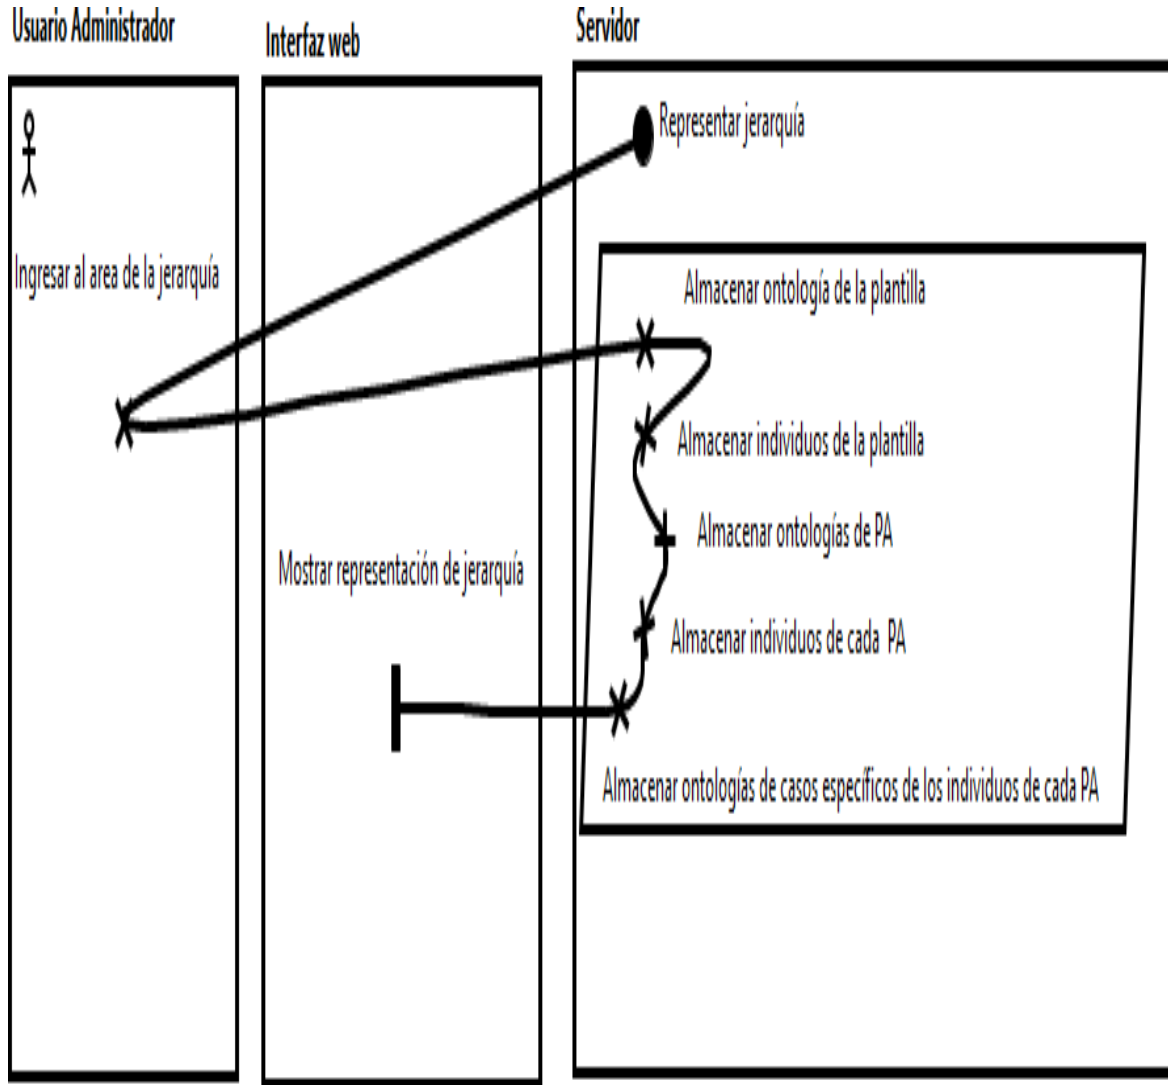 Usuario Administrador
Interfaz web
Servidor
Representar jerarquía
Ingresar al area de la jerarquía
Almacenar ontología de la plantilla
Almacenar individuos de la plantilla
Almacenar ontologías de PA
Mostrar representación de jerarquía
Almacenar individuos de cada PA
Almacenar ontologías de casos específicos de los individuos de cada PA